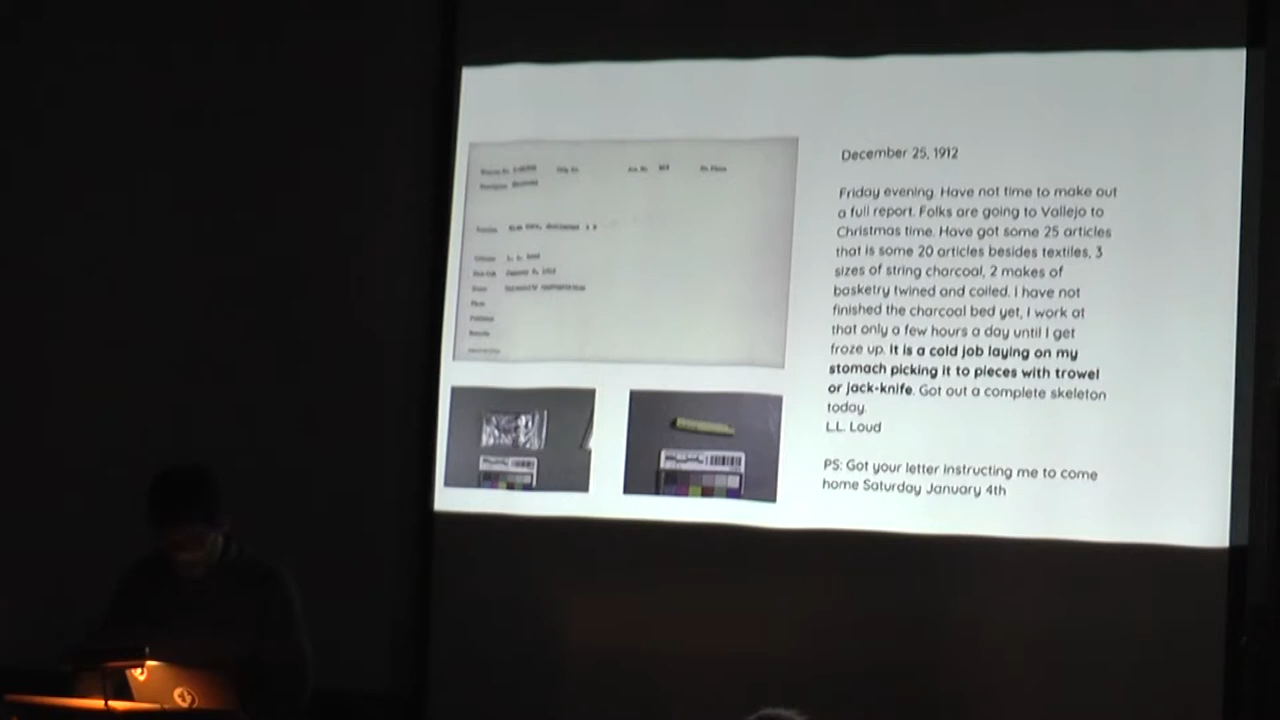 December 25, 1912
Friday evening. Have not time to make out
a full report. Folks are going to Vallejo to
Christmas time. Have got some 25 articles
that is some 20 articles besides textiles, 3
sizes of string charcoal, 2 makes of
basketry twined and coiled. I have not
finished the charcoal bed yet, I work at
that only a few hours a day until I get
froze up. It is a cold job laying on my
stomach picking it to pieces with trowel
or jack-knife. Got out a complete skeleton
today.
L.L. Loud
PS: Got your letter instructing me to come
home Saturday January 4th